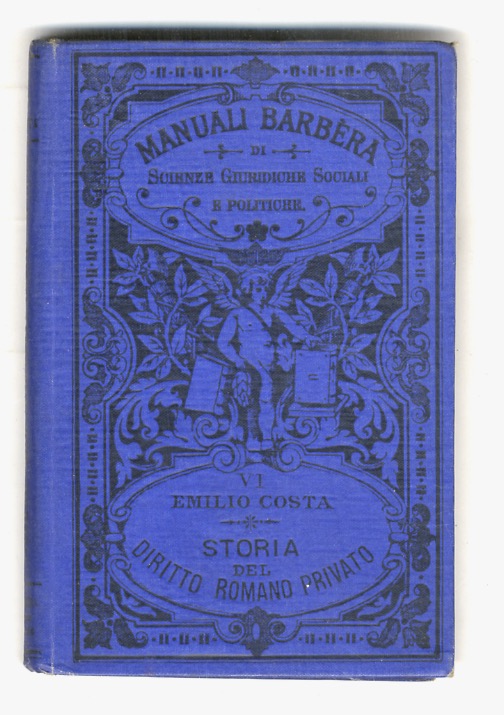 MANUALI BARBÈRA
DI
SCIENZE GIURIDICHE SOCIALI
E POLITICHE.
VI
EMILIO COSTA
STORIA
DEL
DIRITTO ROMANO PRIVATO